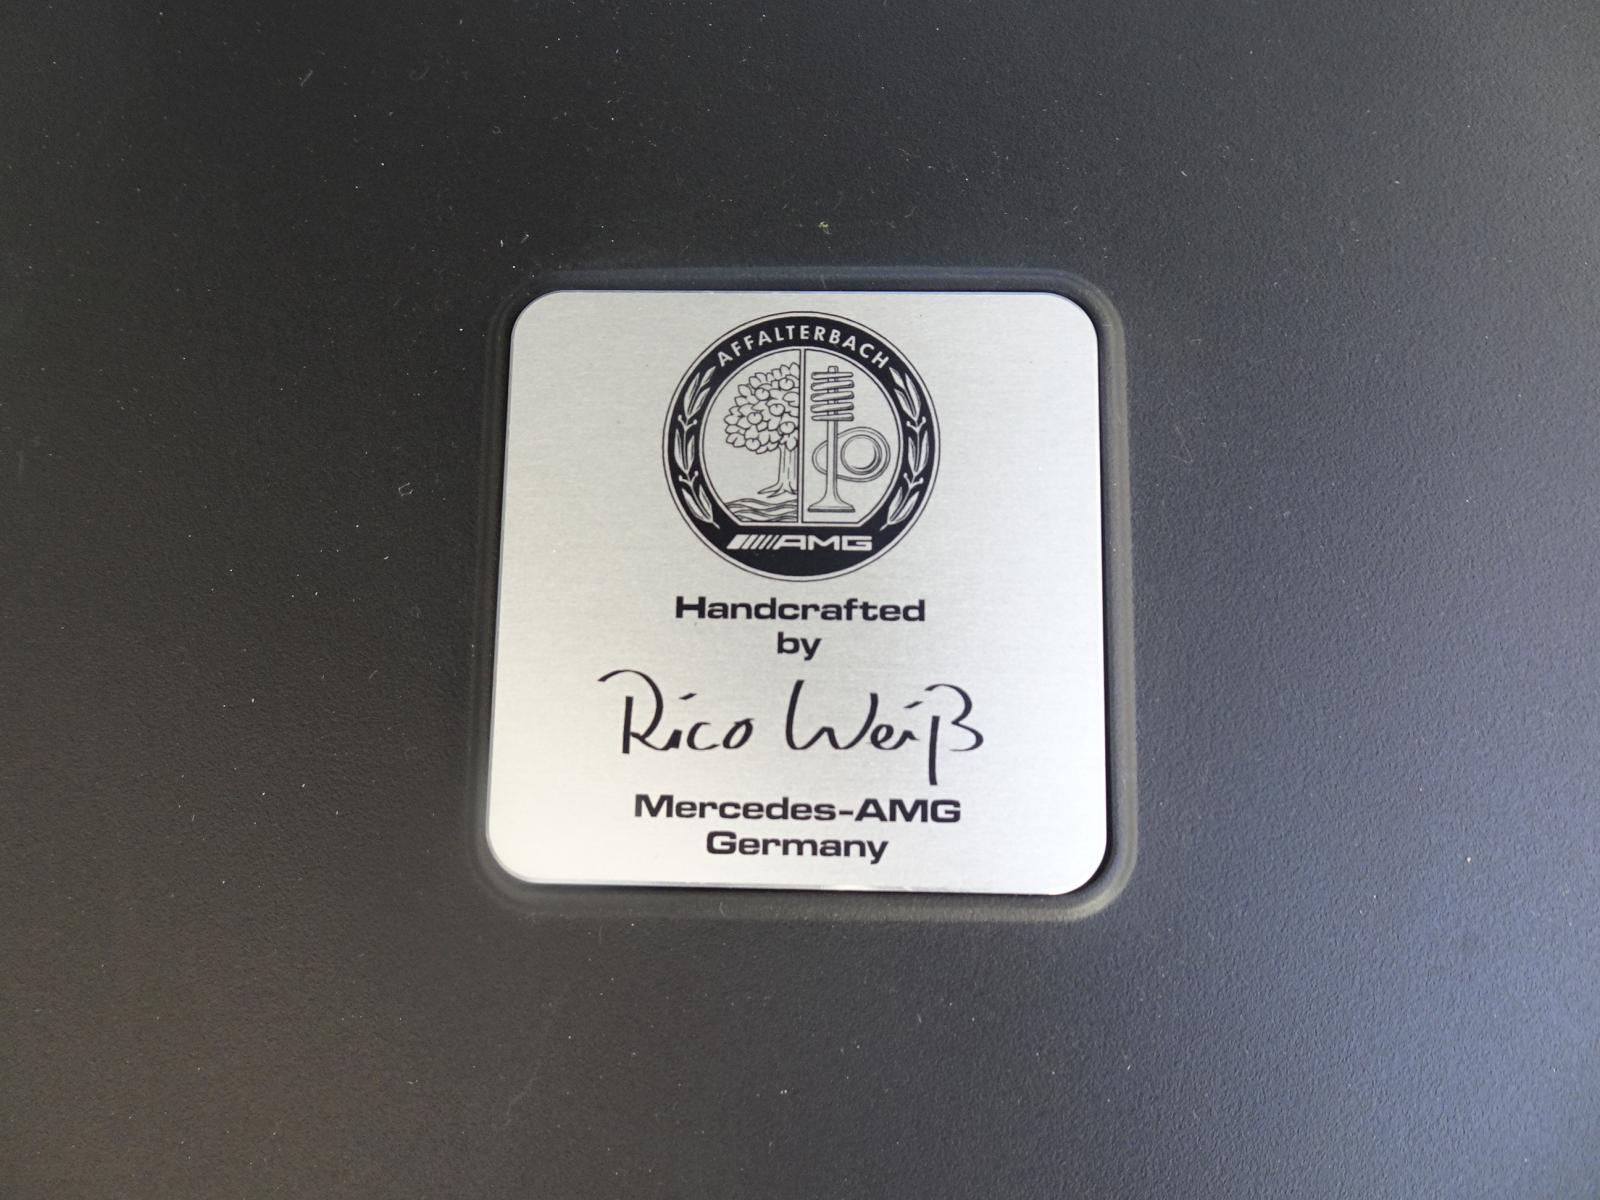 AFFALTERBACH
AMG
Handcrafted
by
Rico Weiß
Mercedes-AMG
Germany